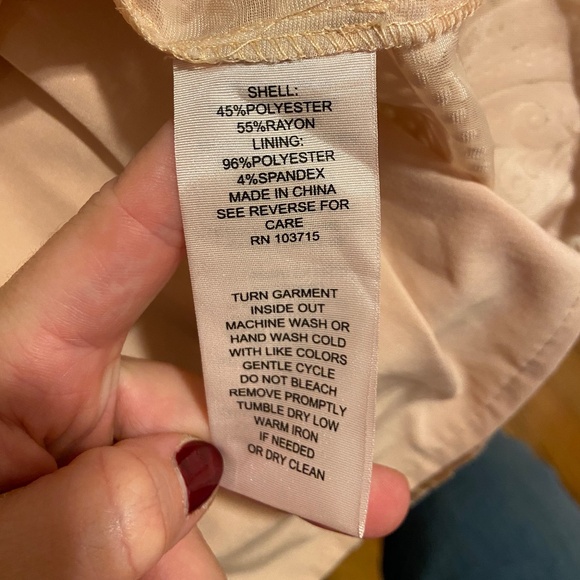 SHELL:
45%POLYESTER
55%RAYON
LINING:
96%POLYESTER
4%SPANDEX
MADE IN CHINA
SEE REVERSE FOR
CARE
RN 103715
TURN GARMENT
INSIDE OUT
MACHINE WASH OR
HAND WASH COLD
WITH LIKE COLORS
GENTLE CYCLE
DO NOT BLEACH
REMOVE PROMPTLY
TUMBLE DRY LOW
WARM IRON
IF NEEDED
OR DRY CLEAN